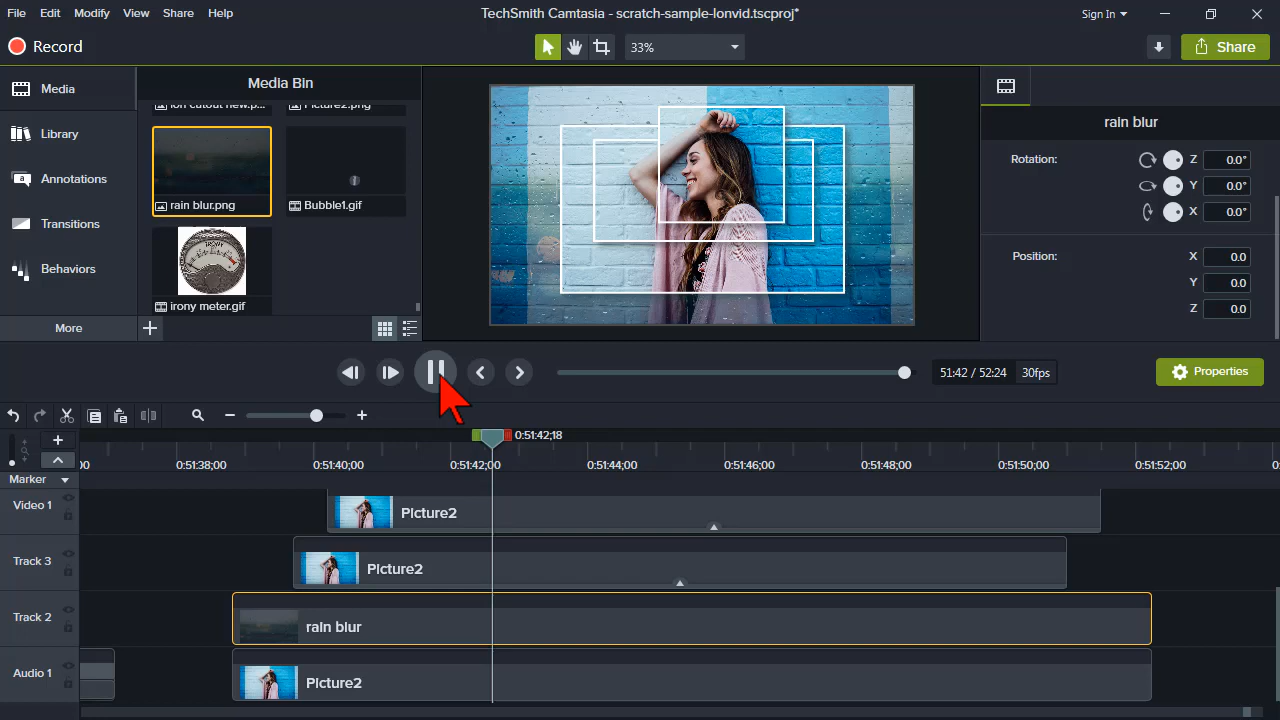 File Edit Modify View Share Help
TechSmith Camtasia - scratch-sample-lonvid.tscproj*
Sign In
Record
33%
Share
Media
Library
Annotations
Transitions
Behaviors
More
Media Bin
Picture2.png
rain blur.png
Bubble1.gif
IRONY
irony meter.gif
rain blur
Rotation:
Z 0.0°
Y 0.0°
X 0.0°
Position:
X 0.0
Y 0.0
Z 0.0
51:42 / 52:24 30fps
Properties
0:51:42;18
0:51:38;00 0:51:40;00 0:51:42;00 0:51:44;00 0:51:46;00 0:51:48;00 0:51:50;00 0:51:52;00
Marker
Video 1
Picture2
Track 3
Picture2
Track 2
rain blur
Audio 1
Picture2